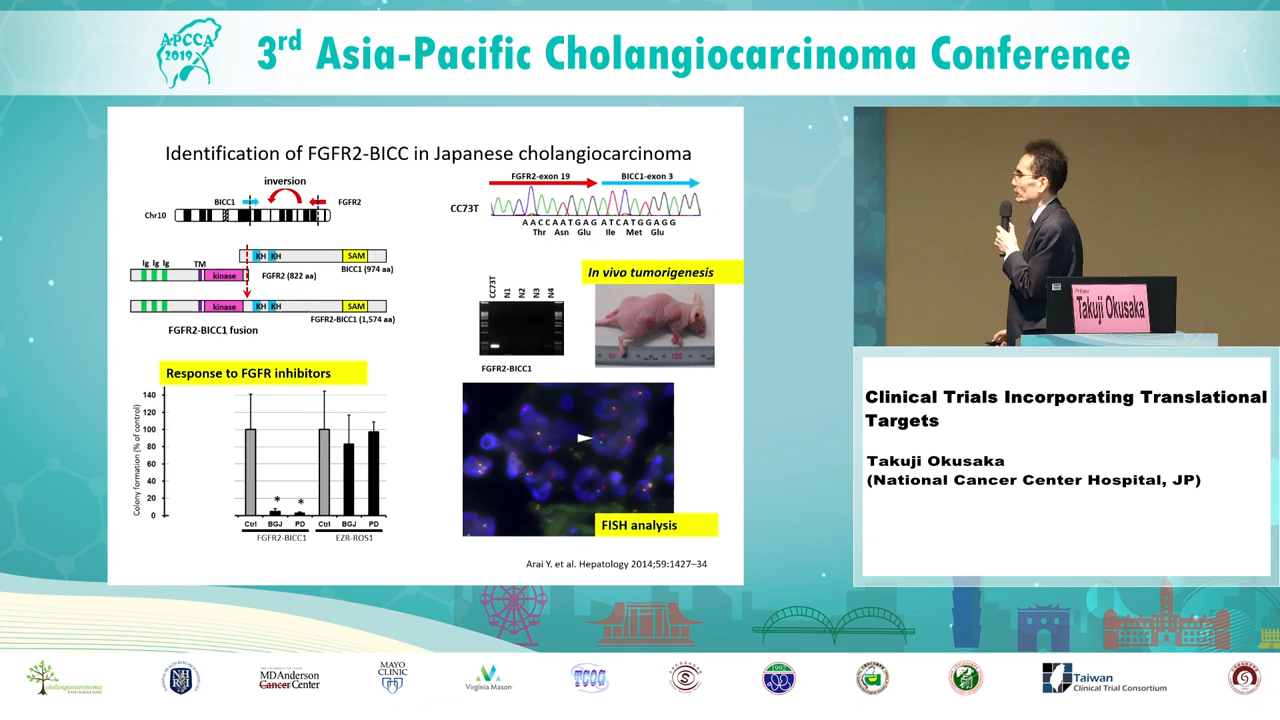 APCCA
2019
3rd Asia-Pacific Cholangiocarcinoma Conference
Identification of FGFR2-BICC in Japanese cholangiocarcinoma
inversion
BICC1
FGFR2
Chr10
KH KH
SAM
BICC1 (974 aa)
Ig Ig Ig
TM
kinase
FGFR2 (822 aa)
kinase
KH KH
SAM
FGFR2-BICC1 (1,574 aa)
FGFR2-BICC1 fusion
FGFR2-exon 19
BICC1-exon 3
CC73T
A A C C A A T G A G A T C A T G G A G G
Thr Asn Glu Ile Met Glu
In vivo tumorigenesis
CC73T
N1
N2
N3
N4
FGFR2-BICC1
Response to FGFR inhibitors
Colony formation (% of control)
140
120
100
80
60
40
20
0
* *
Ctrl BGJ PD Ctrl BGJ PD
FGFR2-BICC1 EZR-ROS1
FISH analysis
Arai Y. et al. Hepatology 2014;59:1427–34
Takuji Okusaka
Clinical Trials Incorporating Translational
Targets
Takuji Okusaka
(National Cancer Center Hospital, JP)
cholangiocarcinoma
FOUNDATION
NHRI
MDAnderson
Cancer Center
MAYO
CLINIC
Virginia Mason
TCOG
S
1995
Taiwan
Clinical Trial Consortium